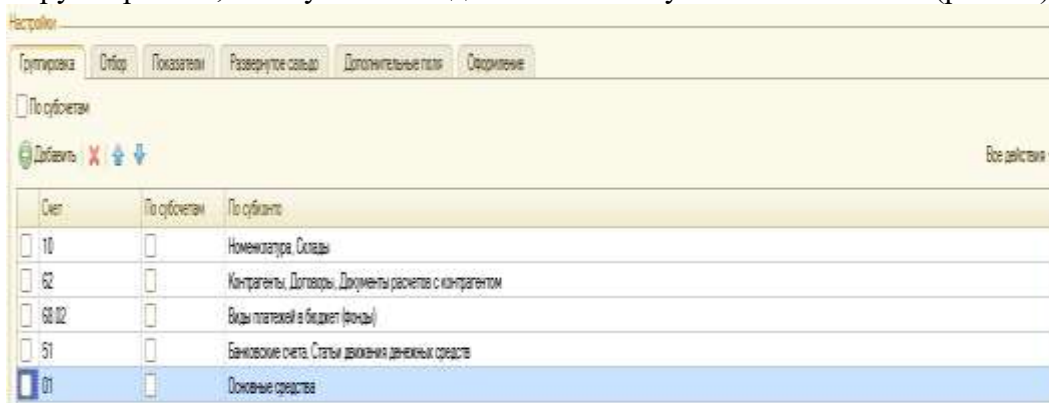 Настройки
Группировка Отбор Показатели Развернутое сальдо Дополнительные поля Оформление
По субсчетам
Добавить
Все действия
Счет По субсчетам По субконто
10 Номенклатура, Склады
62 Контрагенты, Договоры, Документы расчетов с контрагентом
68.02 Виды платежей в бюджет (фонды)
51 Банковские счета, Статьи движения денежных средств
01 Основные средства